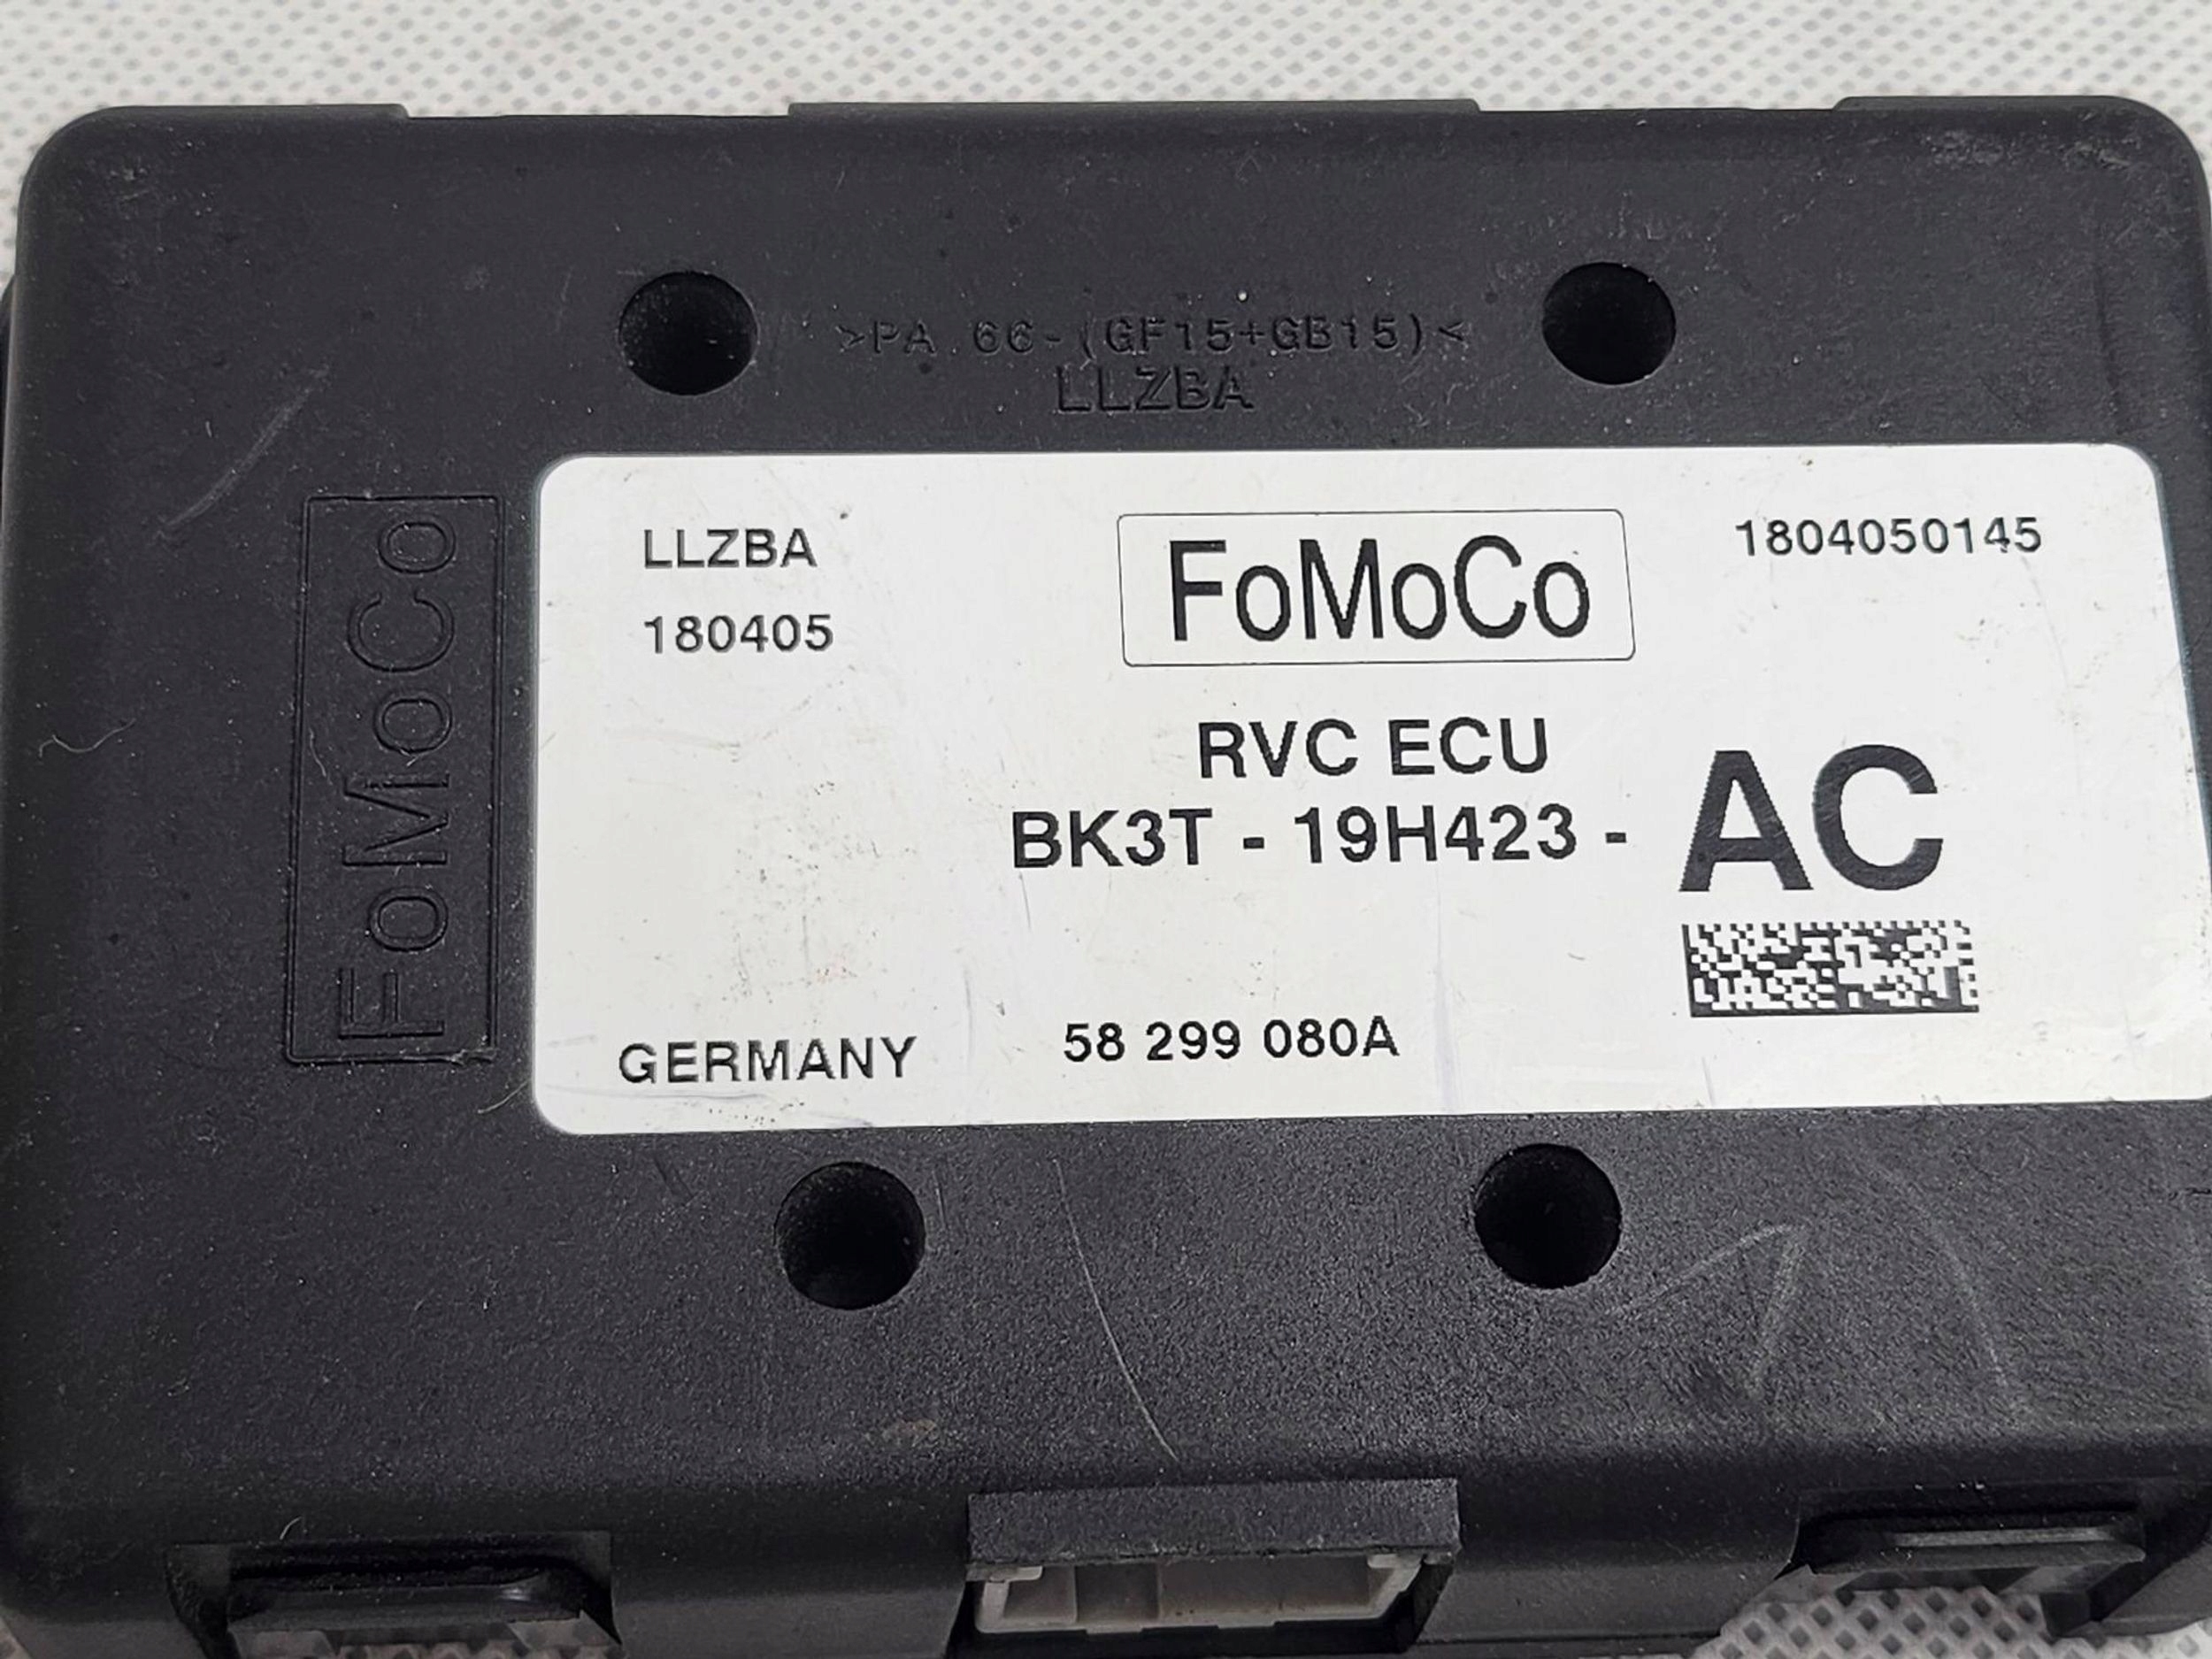 >PA 66-(GF15+GB15)<
LLZBA
FoMoCo
LLZBA
180405
FoMoCo
1804050145
RVC ECU
BK3T - 19H423 - AC
GERMANY
58 299 080A